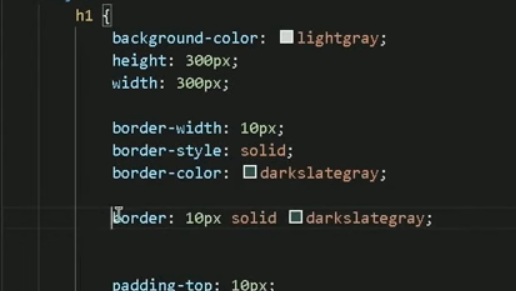 h1 {
background-color: lightgray;
height: 300px;
width: 300px;
border-width: 10px;
border-style: solid;
border-color: darkslategray;
border: 10px solid darkslategray;
padding-top: 10px;